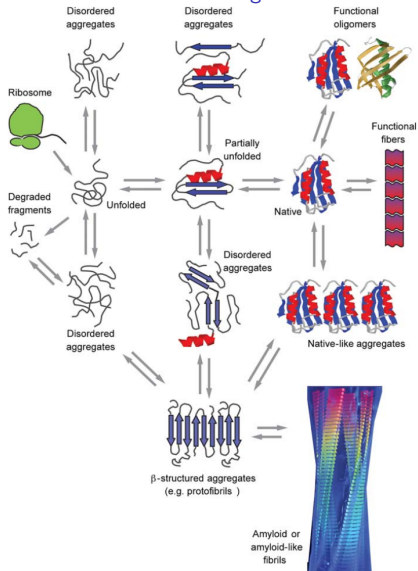 Disordered
aggregates
Disordered
aggregates
Functional
oligomers
Ribosome
Partially
unfolded
Functional
fibers
Degraded
fragments
Unfolded
Native
Disordered
aggregates
Disordered
aggregates
Native-like aggregates
β-structured aggregates
(e.g. protofibrils )
Amyloid or
amyloid-like
fibrils